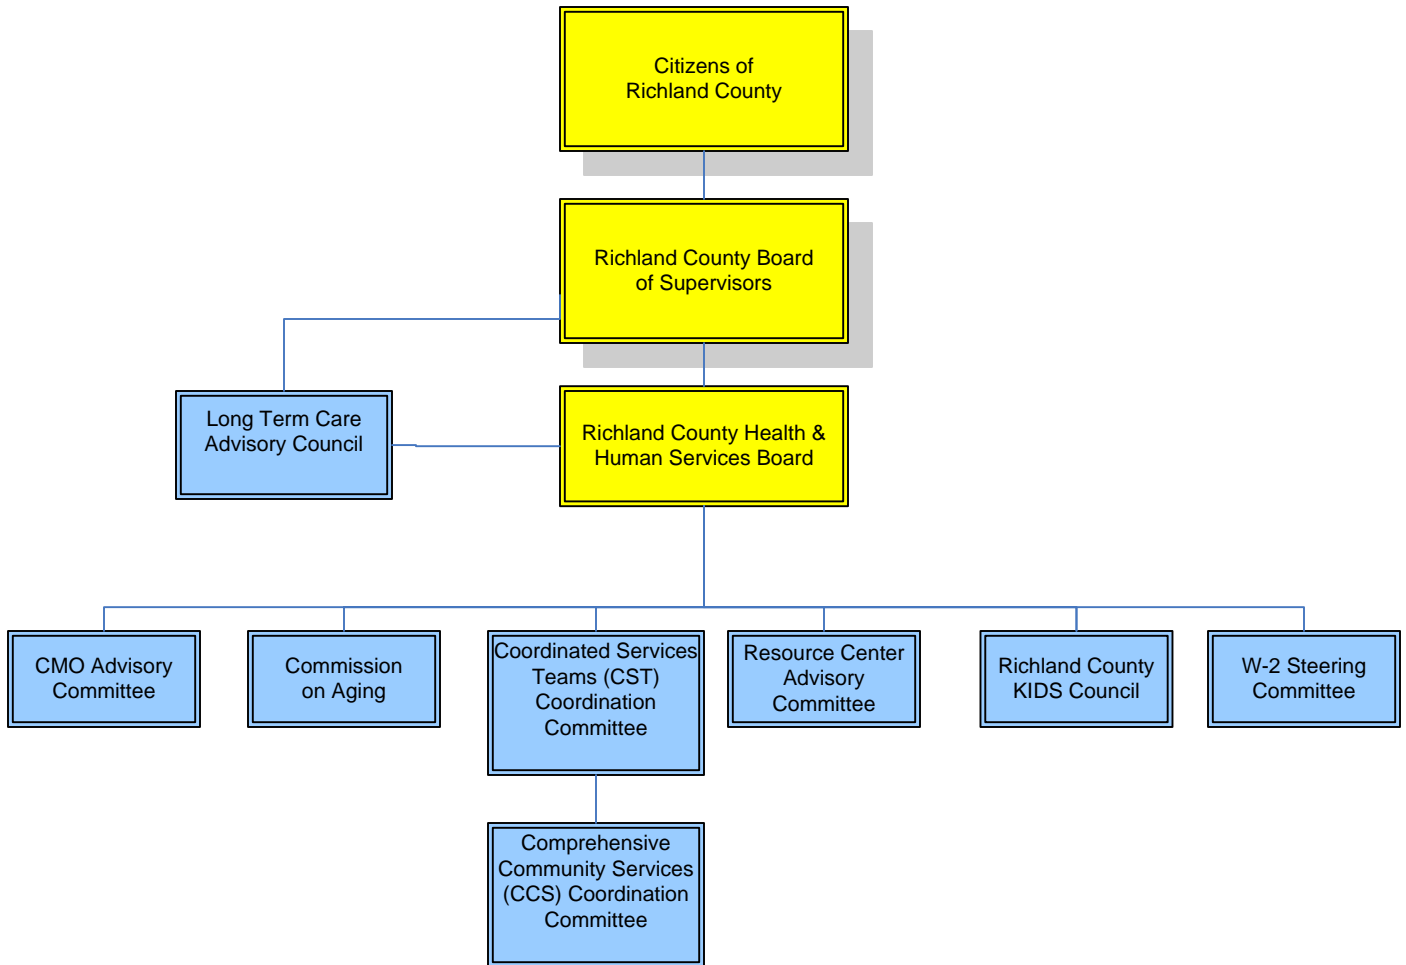 Citizens of
Richland County
Richland County Board
of Supervisors
Long Term Care
Advisory Council
Richland County Health &
Human Services Board
CMO Advisory
Committee
Commission
on Aging
Coordinated Services
Teams (CST)
Coordination
Committee
Resource Center
Advisory
Committee
Richland County
KIDS Council
W-2 Steering
Committee
Comprehensive
Community Services
(CCS) Coordination
Committee